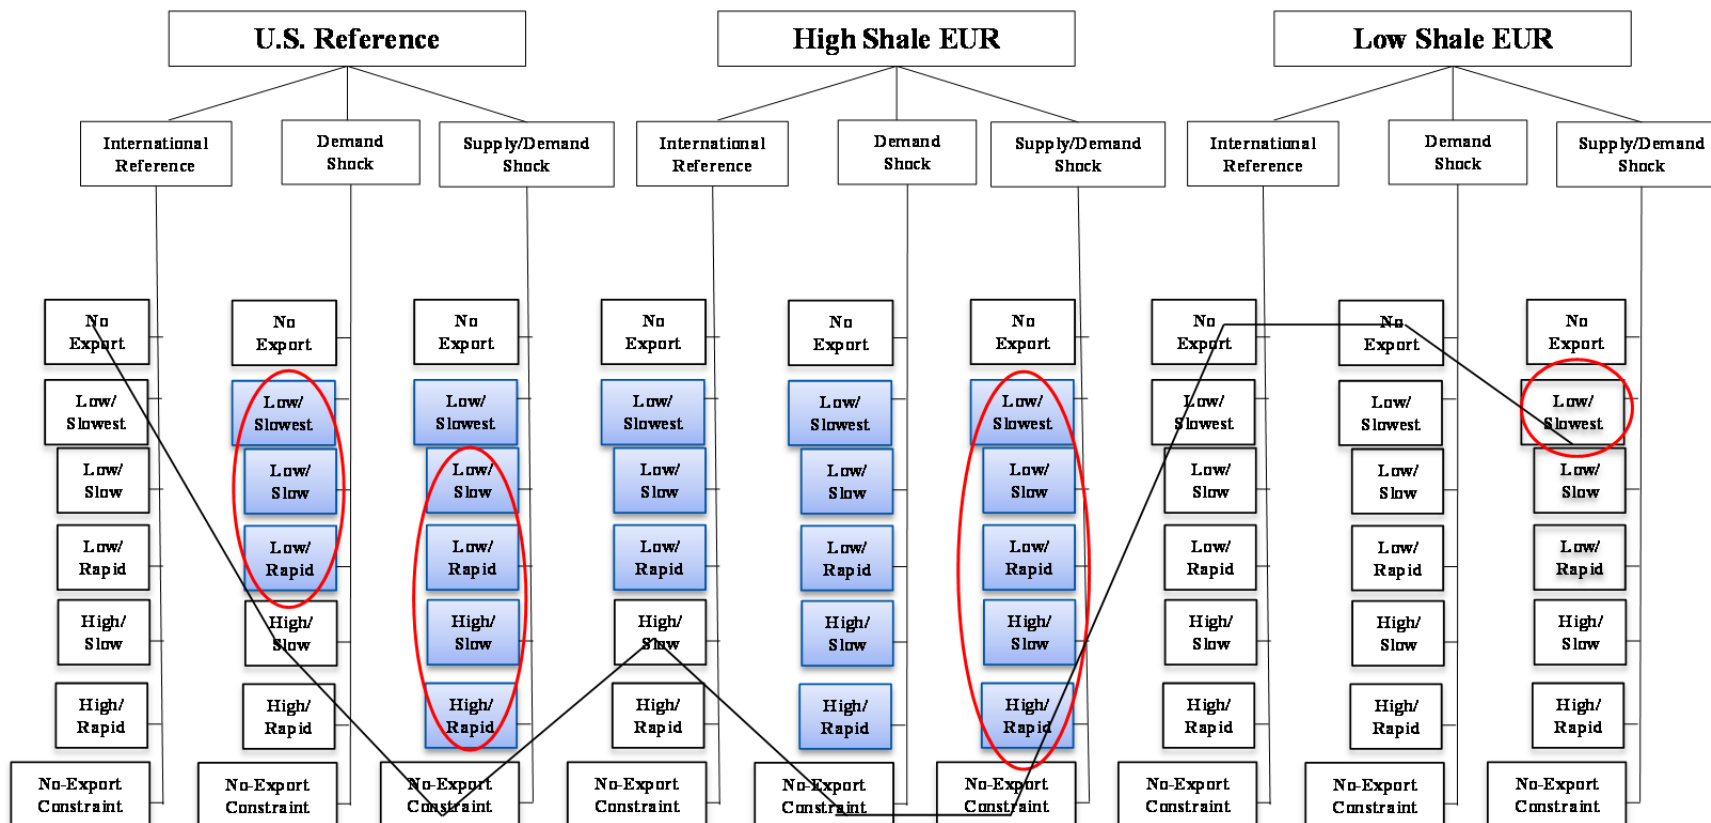 U.S. Reference
High Shale EUR
Low Shale EUR
International
Reference
Demand
Shock
Supply/Demand
Shock
International
Reference
Demand
Shock
Supply/Demand
Shock
International
Reference
Demand
Shock
Supply/Demand
Shock
No
Export
No
Export
No
Export
No
Export
No
Export
No
Export
No
Export
No
Export
No
Export
Low/
Slowest
Low/
Slowest
Low/
Slowest
Low/
Slowest
Low/
Slowest
Low/
Slowest
Low/
Slowest
Low/
Slowest
Low/
Slowest
Low/
Slow
Low/
Slow
Low/
Slow
Low/
Slow
Low/
Slow
Low/
Slow
Low/
Slow
Low/
Slow
Low/
Slow
Low/
Rapid
Low/
Rapid
Low/
Rapid
Low/
Rapid
Low/
Rapid
Low/
Rapid
Low/
Rapid
Low/
Rapid
Low/
Rapid
High/
Slow
High/
Slow
High/
Slow
High/
Slow
High/
Slow
High/
Slow
High/
Slow
High/
Slow
High/
Slow
High/
Rapid
High/
Rapid
High/
Rapid
High/
Rapid
High/
Rapid
High/
Rapid
High/
Rapid
High/
Rapid
High/
Rapid
No-Export
Constraint
No-Export
Constraint
No-Export
Constraint
No-Export
Constraint
No-Export
Constraint
No-Export
Constraint
No-Export
Constraint
No-Export
Constraint
No-Export
Constraint